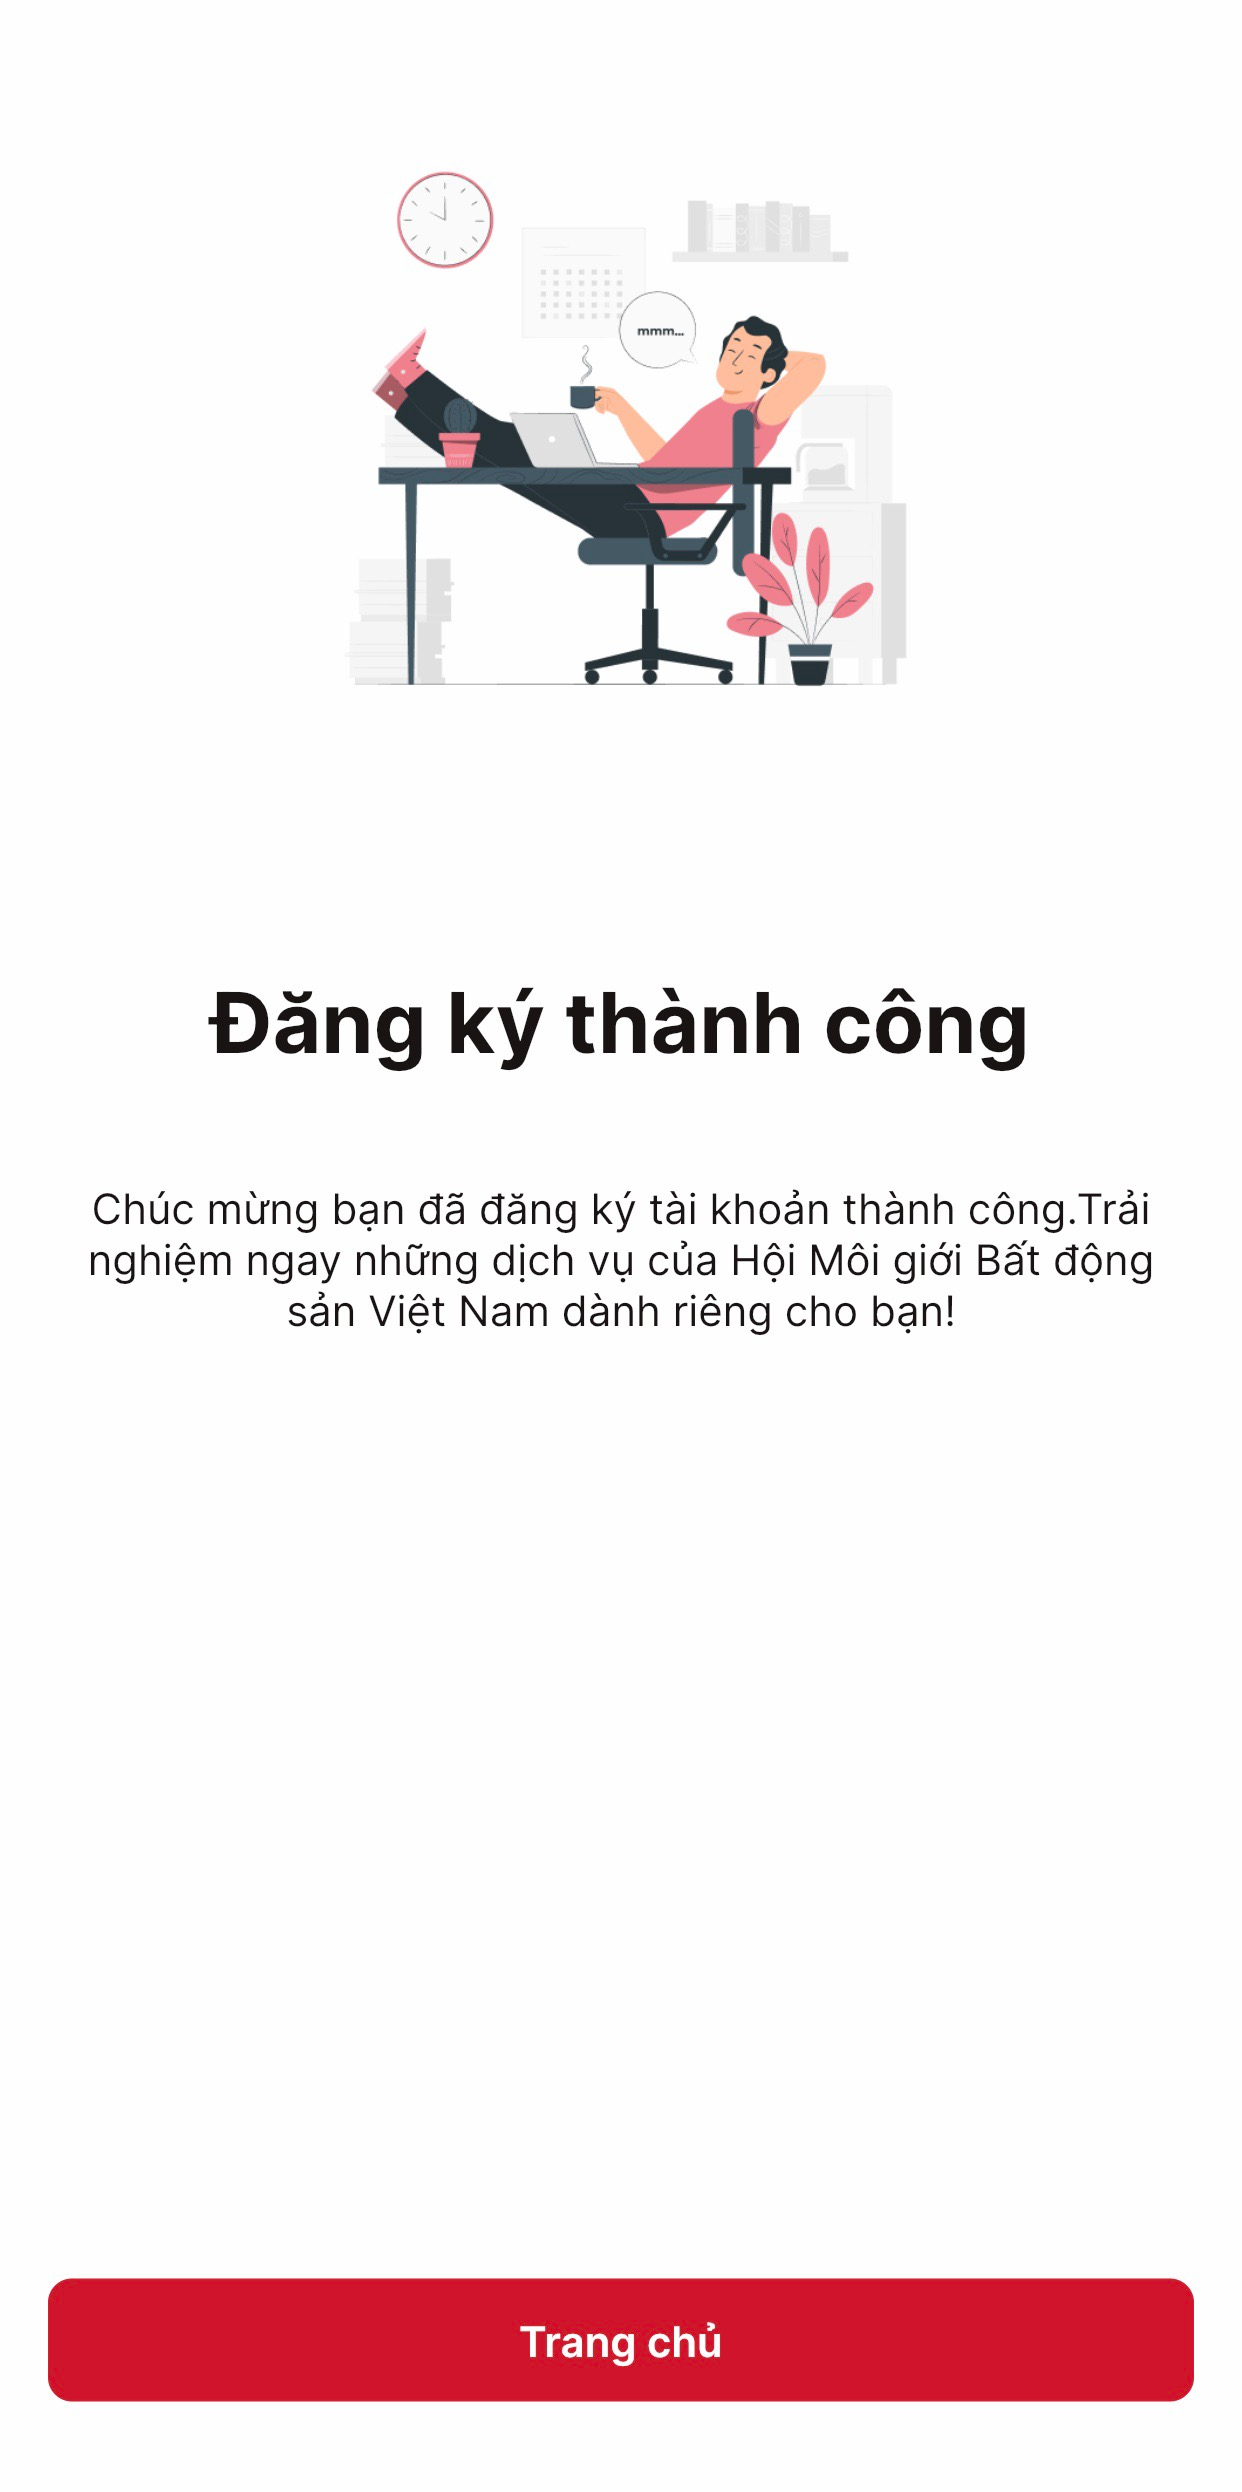 mmm...
Đăng ký thành công
Chúc mừng bạn đã đăng ký tài khoản thành công.Trải
nghiệm ngay những dịch vụ của Hội Môi giới Bất động
sản Việt Nam dành riêng cho bạn!
Trang chủ